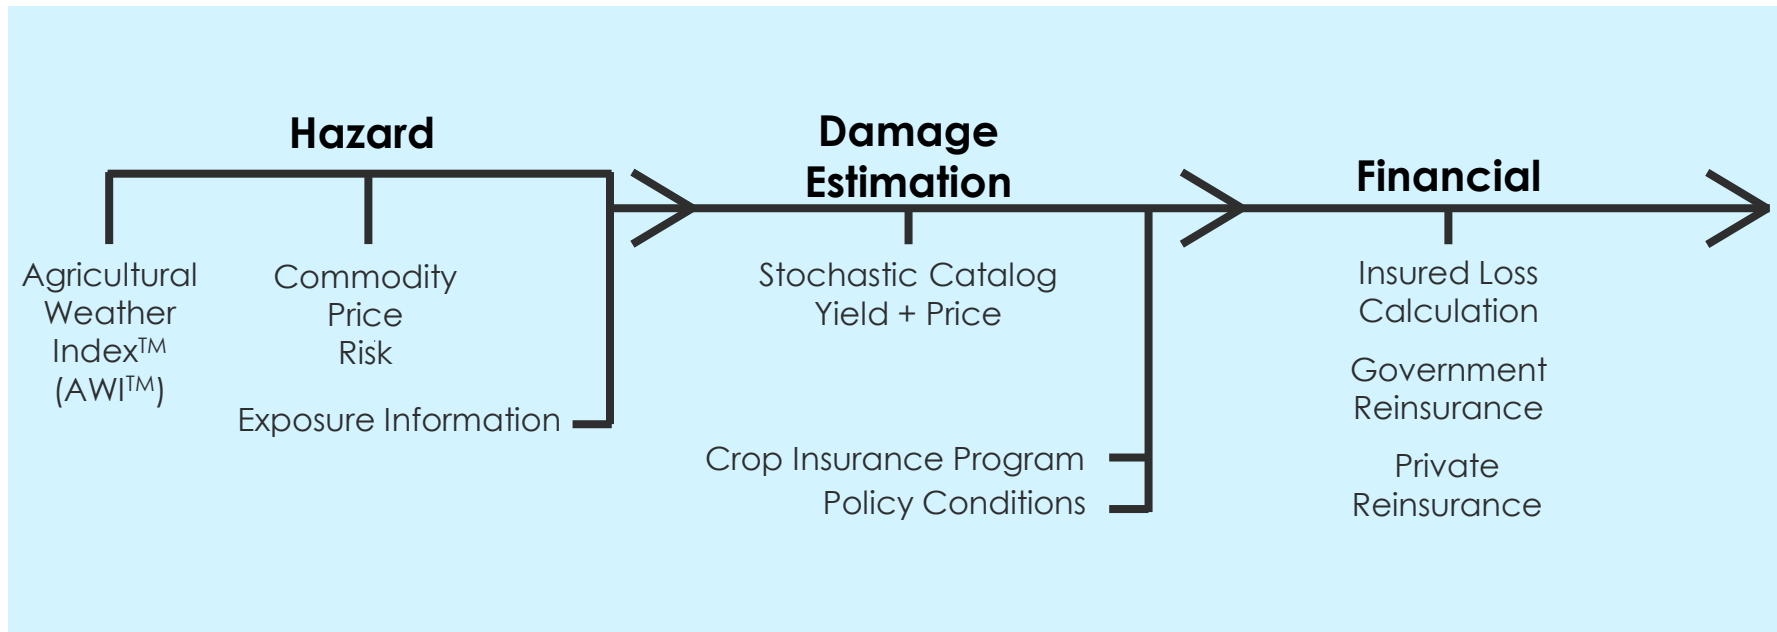 Hazard
Agricultural
Weather
Index™
(AWI™)
Commodity
Price
Risk
Exposure Information
Damage
Estimation
Stochastic Catalog
Yield + Price
Crop Insurance Program
Policy Conditions
Financial
Insured Loss
Calculation
Government
Reinsurance
Private
Reinsurance